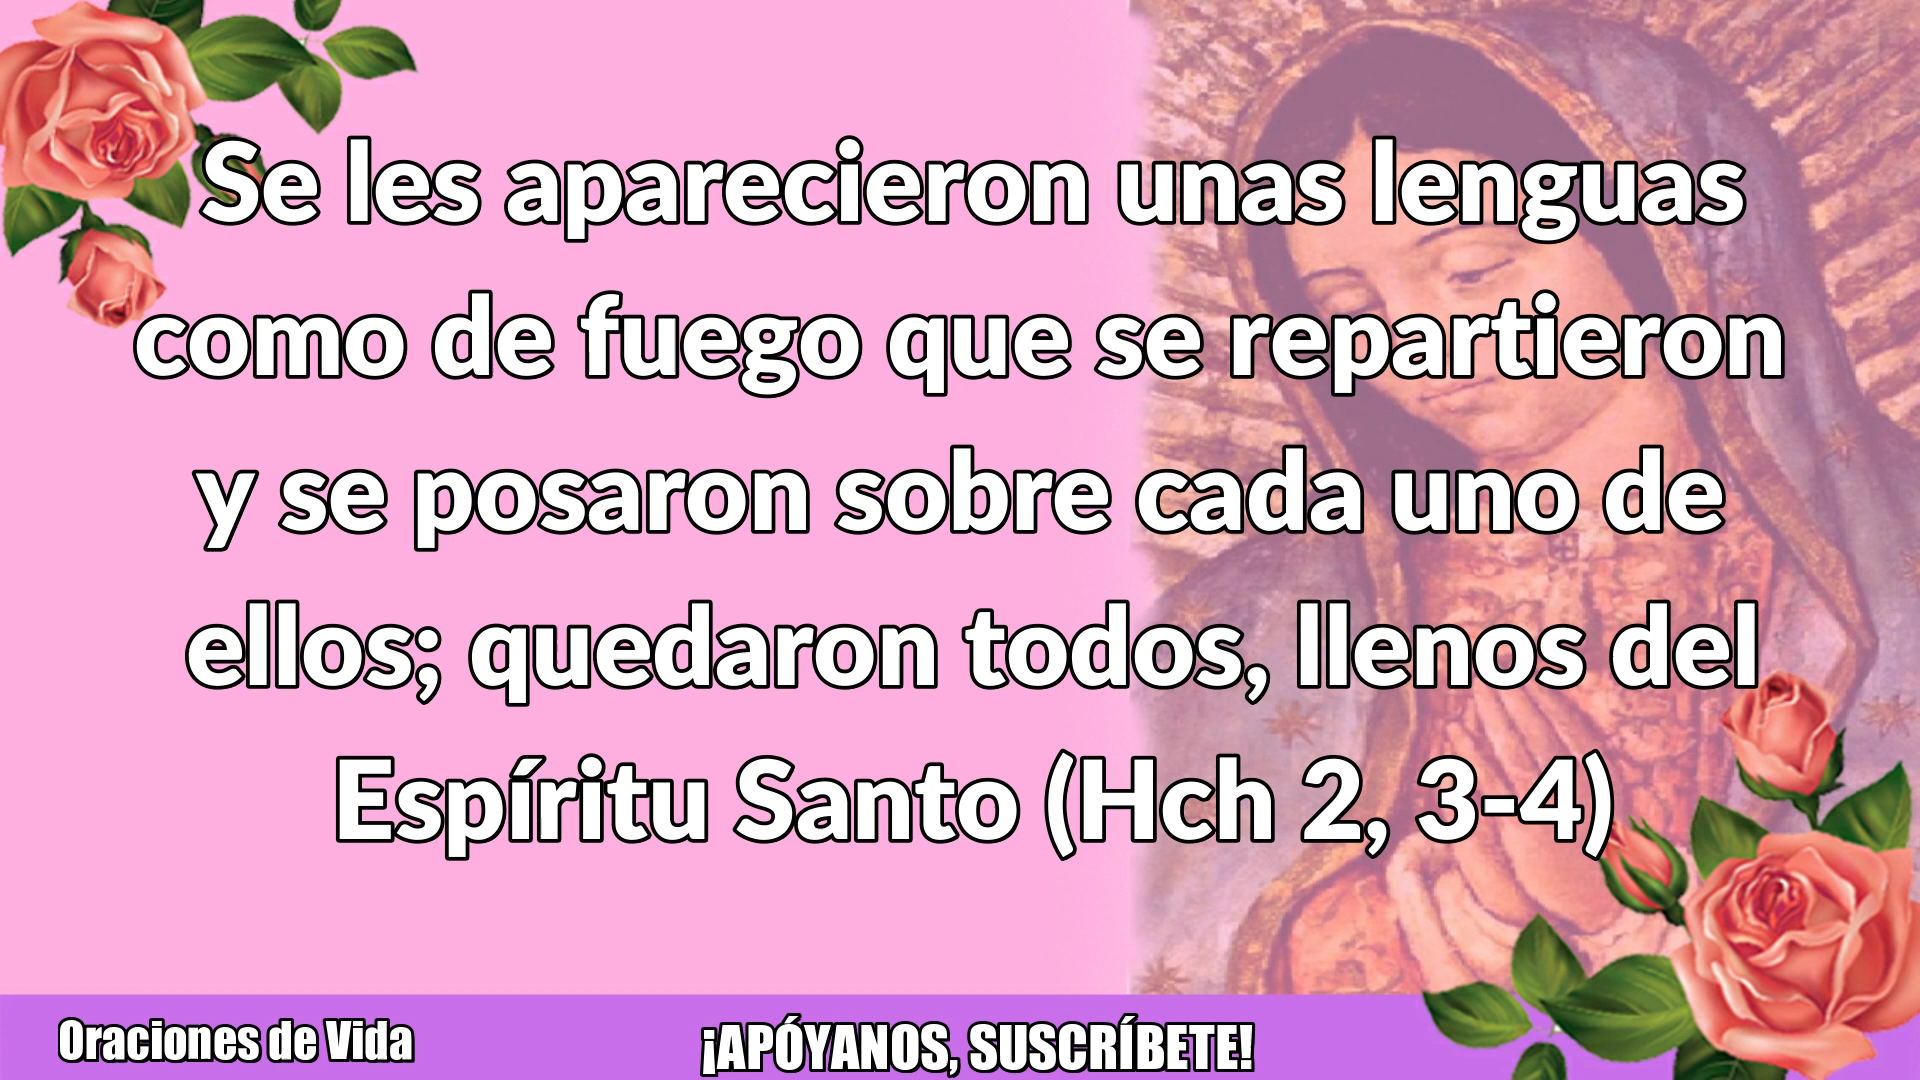 Se les aparecieron unas lenguas
como de fuego que se repartieron
y se posaron sobre cada uno de
ellos; quedaron todos, llenos del
Espíritu Santo (Hch 2, 3-4)
Oraciones de Vida
¡APÓYANOS, SUSCRÍBETE!